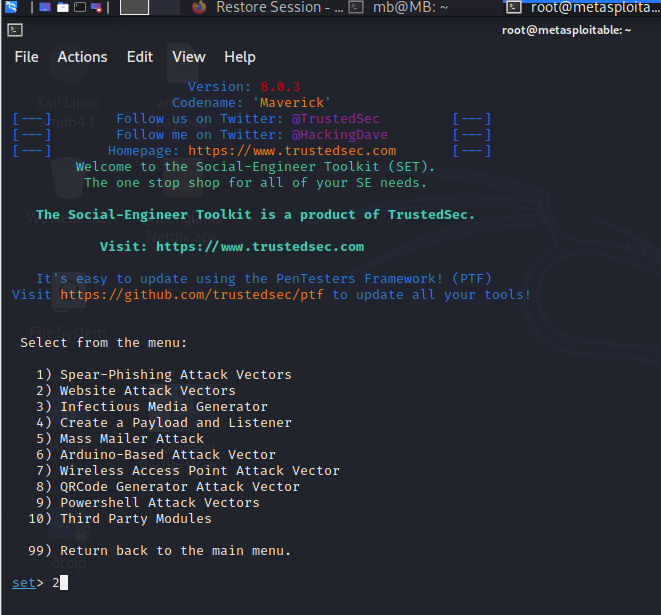 Restore Session - ...
mb@MB: ~
root@metasploita...
root@metasploitable: ~
File Actions Edit View Help
Version: 8.0.3
Codename: 'Maverick'
[---] Follow us on Twitter: @TrustedSec [---]
[---] Follow me on Twitter: @HackingDave [---]
[---] Homepage: https://www.trustedsec.com [---]
Welcome to the Social-Engineer Toolkit (SET).
The one stop shop for all of your SE needs.
The Social-Engineer Toolkit is a product of TrustedSec.
Visit: https://www.trustedsec.com
It's easy to update using the PenTesters Framework! (PTF)
Visit https://github.com/trustedsec/ptf to update all your tools!
Select from the menu:
1) Spear-Phishing Attack Vectors
2) Website Attack Vectors
3) Infectious Media Generator
4) Create a Payload and Listener
5) Mass Mailer Attack
6) Arduino-Based Attack Vector
7) Wireless Access Point Attack Vector
8) QRCode Generator Attack Vector
9) Powershell Attack Vectors
10) Third Party Modules
99) Return back to the main menu.
set> 2
File System
droip